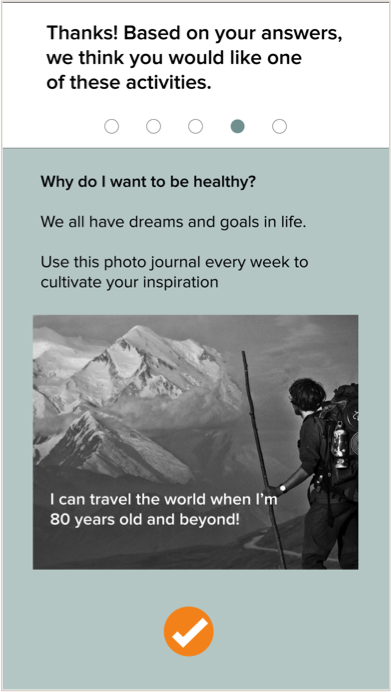 Thanks! Based on your answers,
we think you would like one
of these activities.
Why do I want to be healthy?
We all have dreams and goals in life.
Use this photo journal every week to
cultivate your inspiration
I can travel the world when I'm
80 years old and beyond!